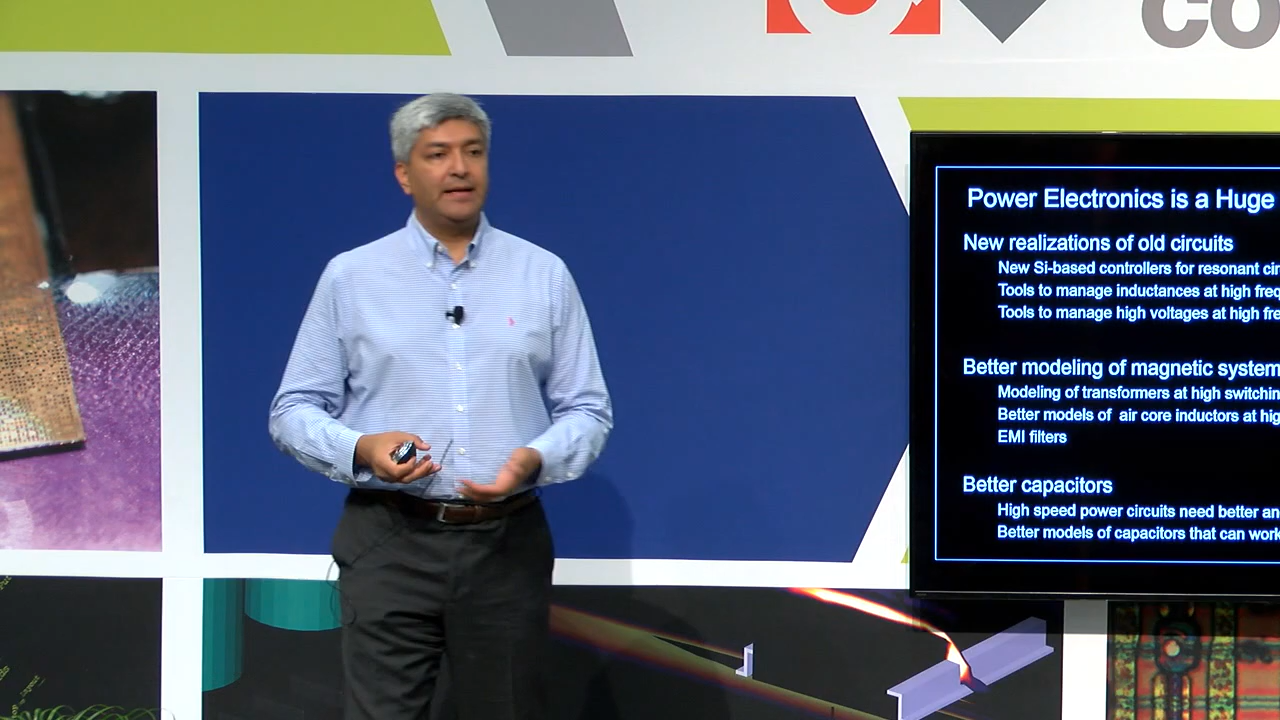 CO
Power Electronics is a Huge
New realizations of old circuits
New Si-based controllers for resonant cir
Tools to manage inductances at high freq
Tools to manage high voltages at high fre
Better modeling of magnetic system
Modeling of transformers at high switchin
Better models of air core inductors at hig
EMI filters
Better capacitors
High speed power circuits need better an
Better models of capacitors that can work